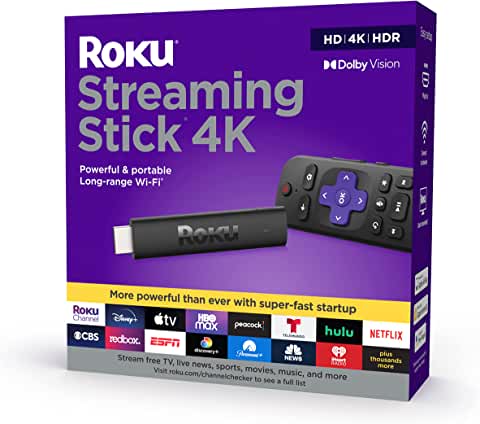 Roku
HD|4K|HDR
Dolby Vision
Streaming
Stick® 4K
Powerful & portable
Long-range Wi-Fi®
OK
Roku
More powerful than ever with super-fast startup
Roku Channel
Disney+
tv
HBO max
peacock
TELEMUNDO
hulu
NETFLIX
CBS
redbox.
ESPN
discovery+
Paramount+
NBC NEWS
iHeart RADIO
plus thousands more
Stream free TV, live news, sports, movies, music, and more
Visit roku.com/channelchecker to see a full list